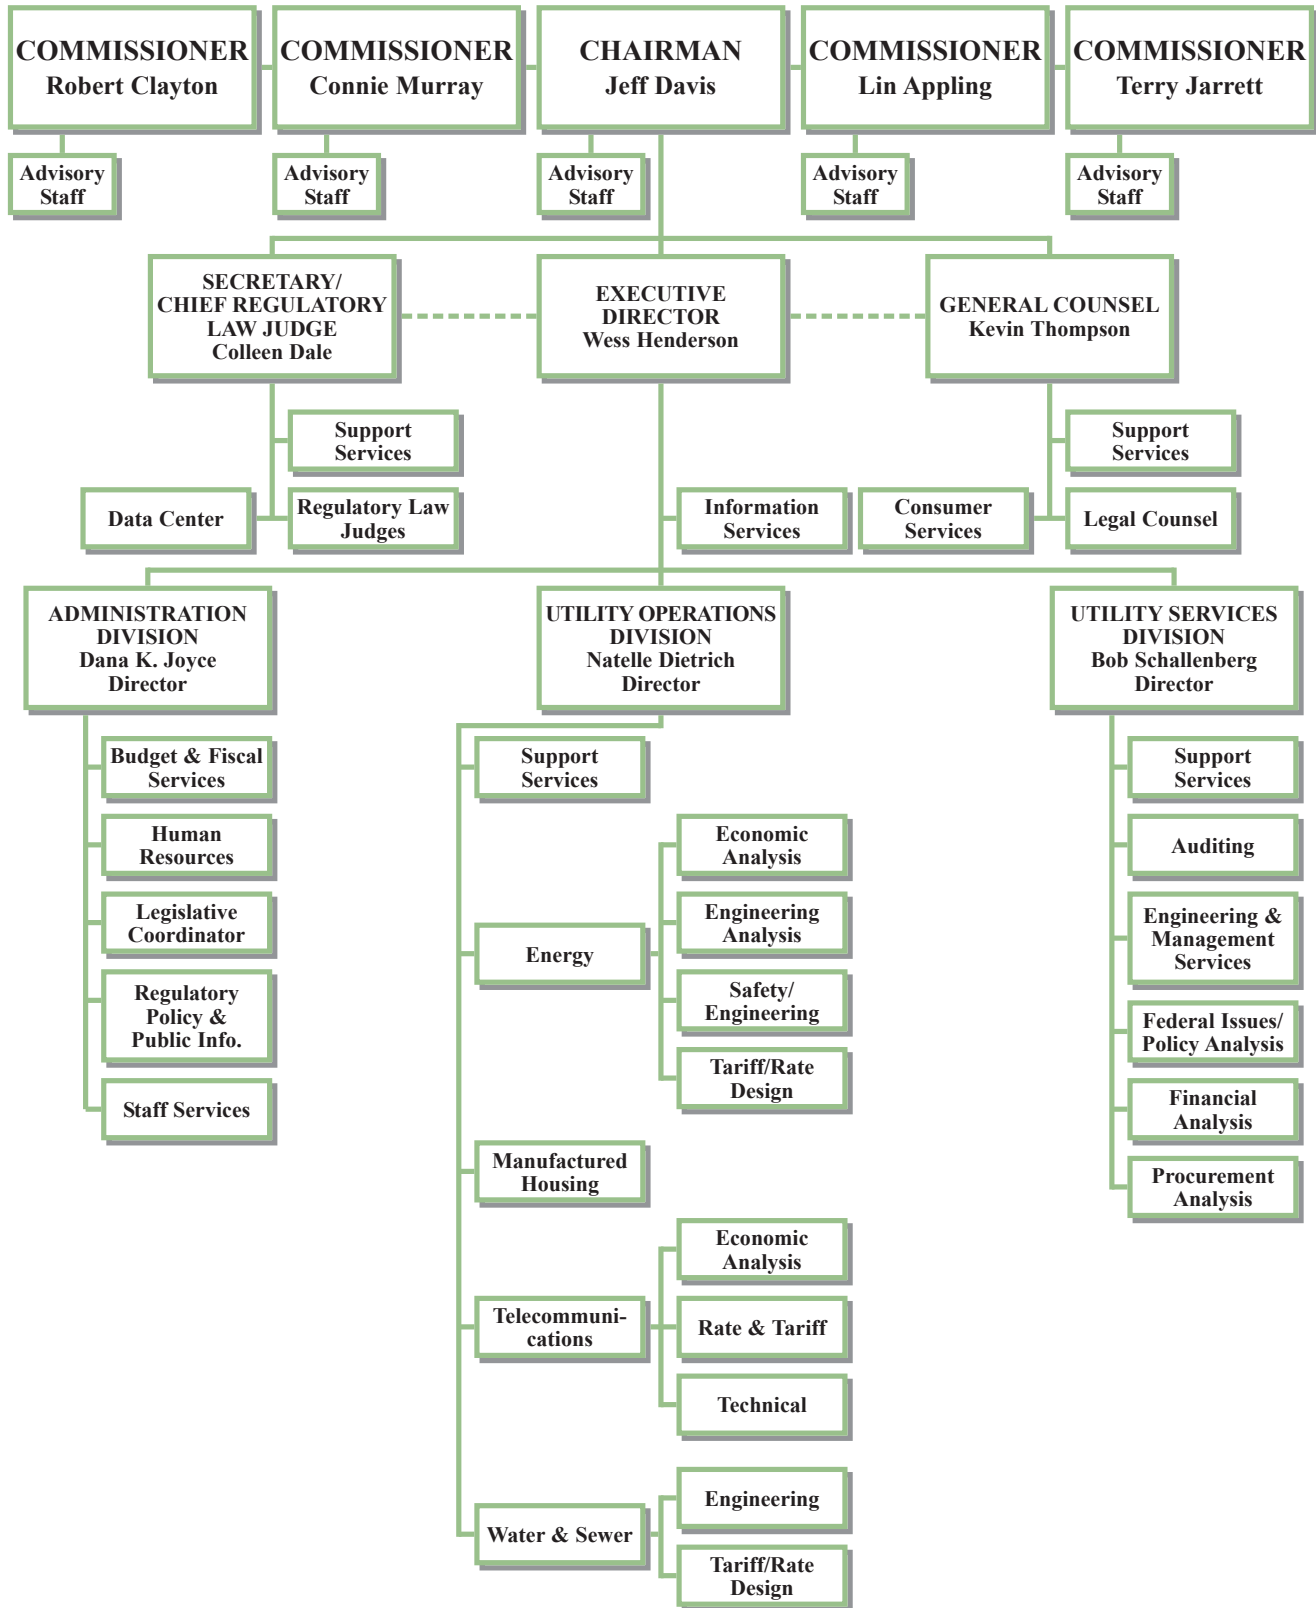 COMMISSIONER
Robert Clayton
COMMISSIONER
Connie Murray
CHAIRMAN
Jeff Davis
COMMISSIONER
Lin Appling
COMMISSIONER
Terry Jarrett
Advisory
Staff
Advisory
Staff
Advisory
Staff
Advisory
Staff
Advisory
Staff
SECRETARY/
CHIEF REGULATORY
LAW JUDGE
Colleen Dale
EXECUTIVE
DIRECTOR
Wess Henderson
GENERAL COUNSEL
Kevin Thompson
Support
Services
Data Center
Regulatory Law
Judges
Information
Services
Support
Services
Consumer
Services
Legal Counsel
ADMINISTRATION
DIVISION
Dana K. Joyce
Director
UTILITY OPERATIONS
DIVISION
Natelle Dietrich
Director
UTILITY SERVICES
DIVISION
Bob Schallenberg
Director
Budget & Fiscal
Services
Human
Resources
Legislative
Coordinator
Regulatory
Policy &
Public Info.
Staff Services
Support
Services
Energy
Economic
Analysis
Engineering
Analysis
Safety/
Engineering
Tariff/Rate
Design
Manufactured
Housing
Telecommuni-
cations
Economic
Analysis
Rate & Tariff
Technical
Water & Sewer
Engineering
Tariff/Rate
Design
Support
Services
Auditing
Engineering &
Management
Services
Federal Issues/
Policy Analysis
Financial
Analysis
Procurement
Analysis